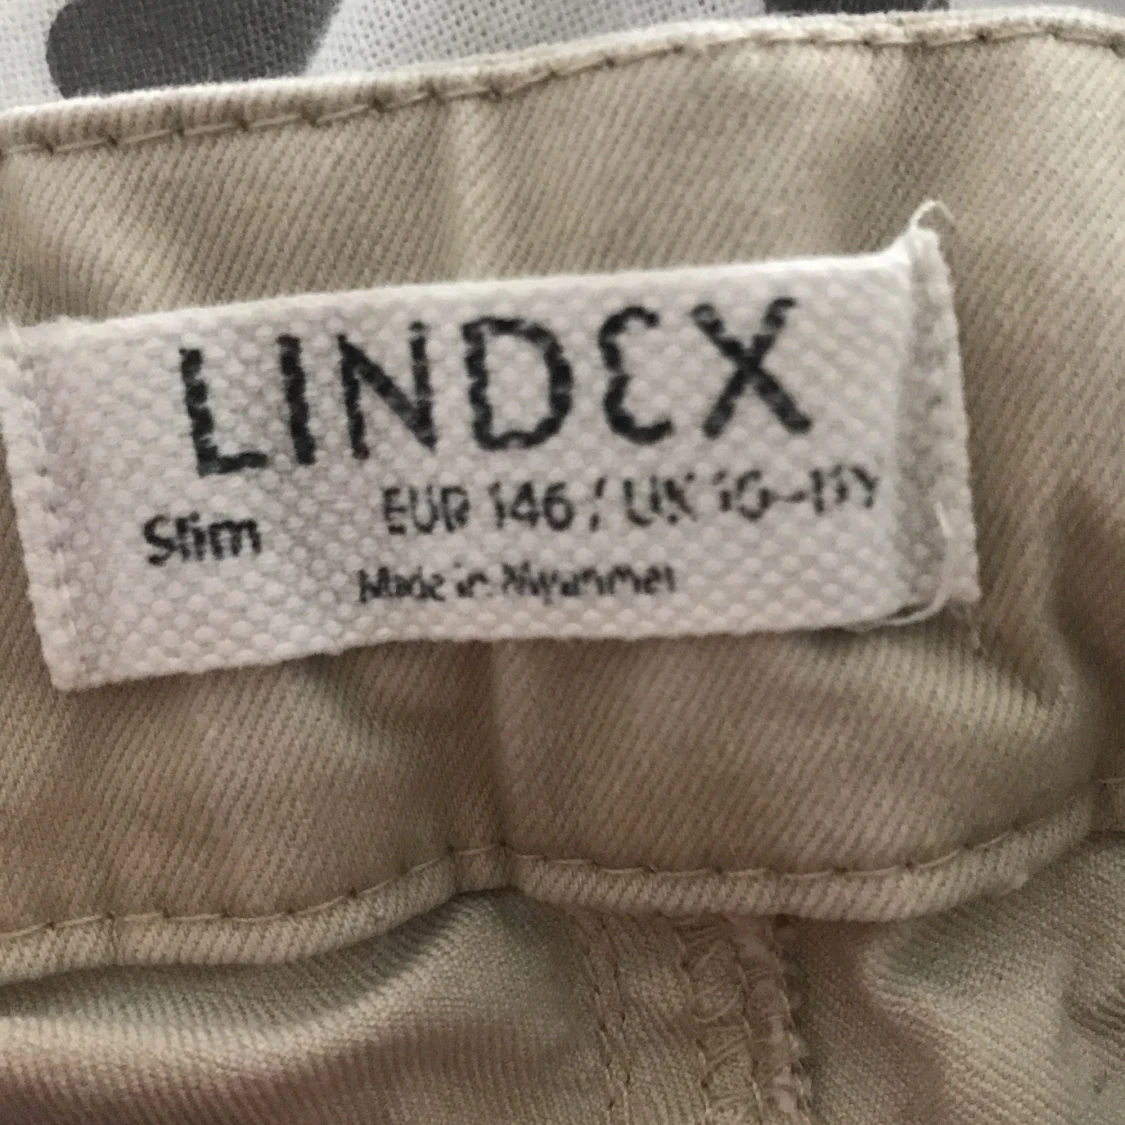 LINDEX
Slim EUR 146 / UK 10-11Y
Made in Myanmar